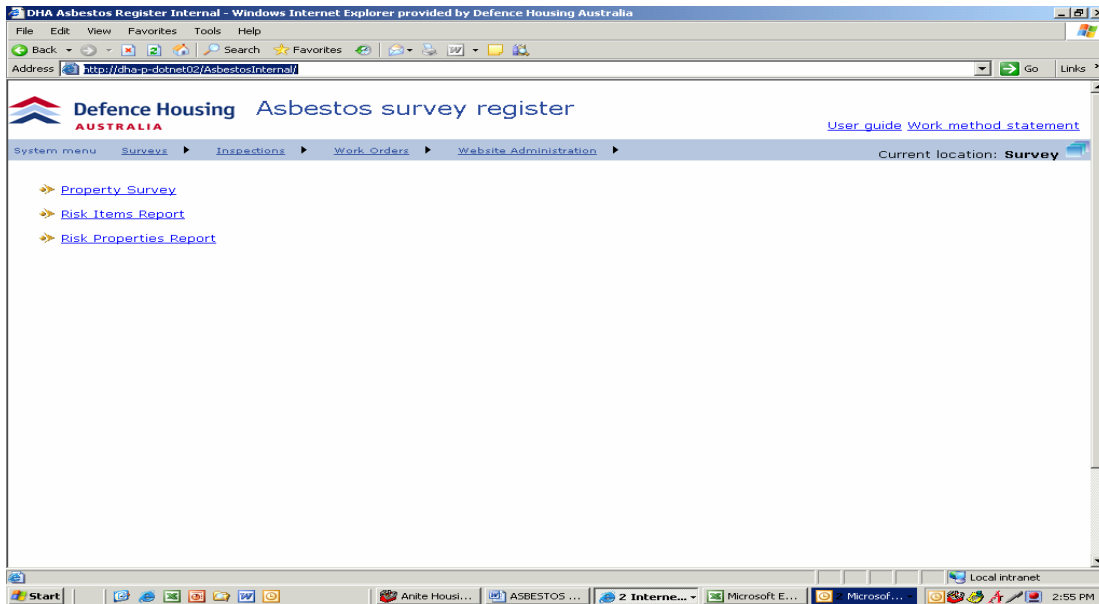 DHA Asbestos Register Internal - Windows Internet Explorer provided by Defence Housing Australia
File Edit View Favorites Tools Help
Back Search Favorites
Address http://dha-p-dotnet02/AsbestosInternal/ Go Links
Defence Housing
AUSTRALIA
Asbestos survey register
User guide Work method statement
System menu Surveys Inspections Work Orders Website Administration
Current location: Survey
Property Survey
Risk Items Report
Risk Properties Report
Local intranet
Start Anite Housi... ASBESTOS ... 2 Interne... Microsoft E... 2 Microsof... 2:55 PM